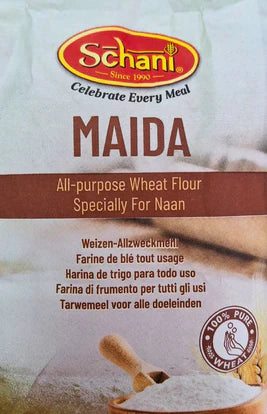 Schani
Since 1990
Celebrate Every Meal
MAIDA
All-purpose Wheat Flour
Specially For Naan
Weizen-Allzweckmehl
Farine de blé tout usage
Harina de trigo para todo uso
Farina di frumento per tutti gli usi
Tarwemeel voor alle doeleinden
100% PURE
WHEAT